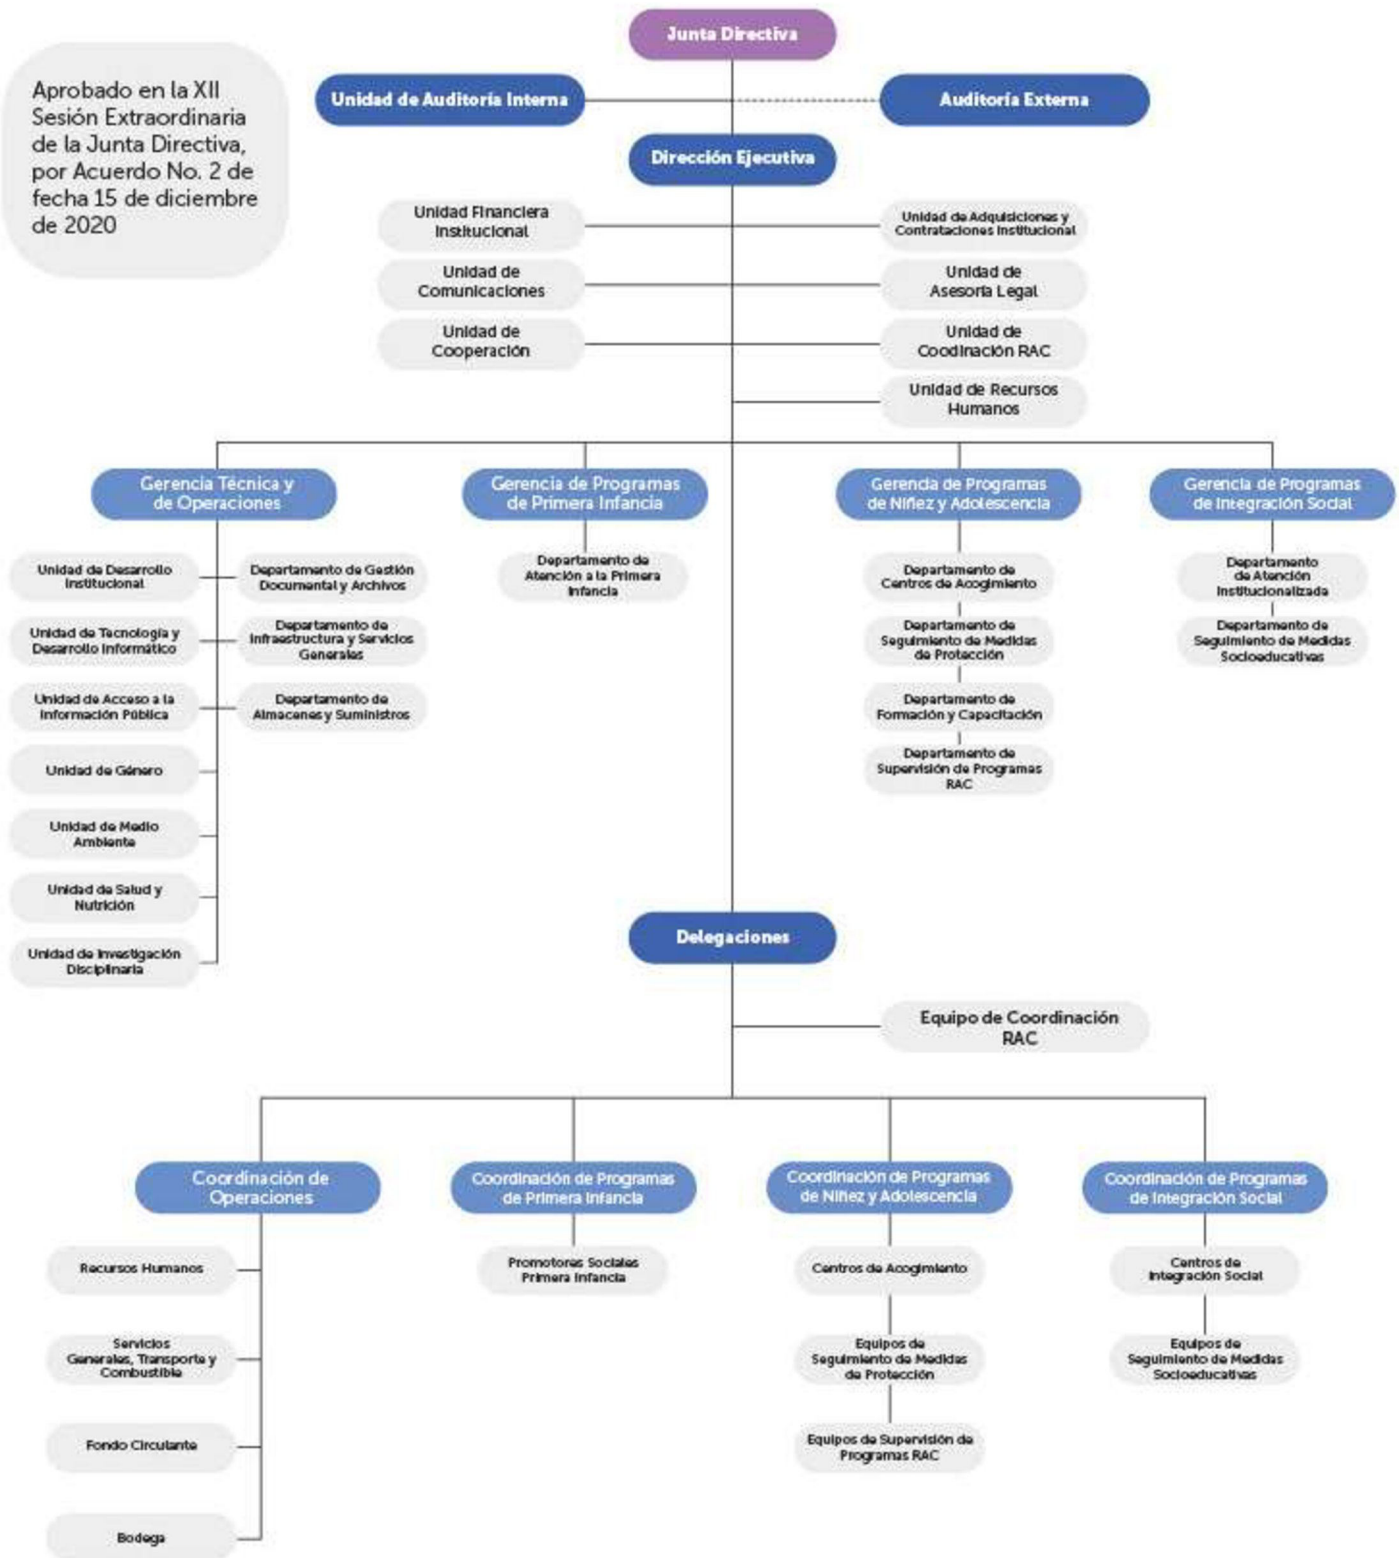 Junta Directiva
Aprobado en la XII
Sesión Extraordinaria
de la Junta Directiva,
por Acuerdo No. 2 de
fecha 15 de diciembre
de 2020
Unidad de Auditoría Interna
Auditoría Externa
Dirección Ejecutiva
Unidad Financiera
Institucional
Unidad de Adquisiciones y
Contrataciones Institucional
Unidad de
Comunicaciones
Unidad de
Asesoría Legal
Unidad de
Cooperación
Unidad de
Coodinación RAC
Unidad de Recursos
Humanos
Gerencia Técnica y
de Operaciones
Gerencia de Programas
de Primera Infancia
Gerencia de Programas
de Niñez y Adolescencia
Gerencia de Programas
de Integración Social
Unidad de Desarrollo
Institucional
Departamento de Gestión
Documental y Archivos
Unidad de Tecnología y
Desarrollo Informático
Departamento de
Infraestructura y Servicios
Generales
Unidad de Acceso a la
Información Pública
Departamento de
Almacenes y Suministros
Unidad de Género
Unidad de Medio
Ambiente
Unidad de Salud y
Nutrición
Unidad de Investigación
Disciplinaria
Departamento de
Atención a la Primera
Infancia
Departamento de
Centros de Acogimiento
Departamento de
Seguimiento de Medidas
de Protección
Departamento de
Formación y Capacitación
Departamento de
Supervisión de Programas
RAC
Departamento
de Atención
Institucionalizada
Departamento de
Seguimiento de Medidas
Socioeducativas
Delegaciones
Equipo de Coordinación
RAC
Coordinación de
Operaciones
Coordinación de Programas
de Primera Infancia
Coordinación de Programas
de Niñez y Adolescencia
Coordinación de Programas
de Integración Social
Recursos Humanos
Servicios
Generales, Transporte y
Combustible
Fondo Circulante
Bodega
Promotores Sociales
Primera Infancia
Centros de Acogimiento
Equipos de
Seguimiento de Medidas
de Protección
Equipos de Supervisión de
Programas RAC
Centros de
Integración Social
Equipos de
Seguimiento de Medidas
Socioeducativas